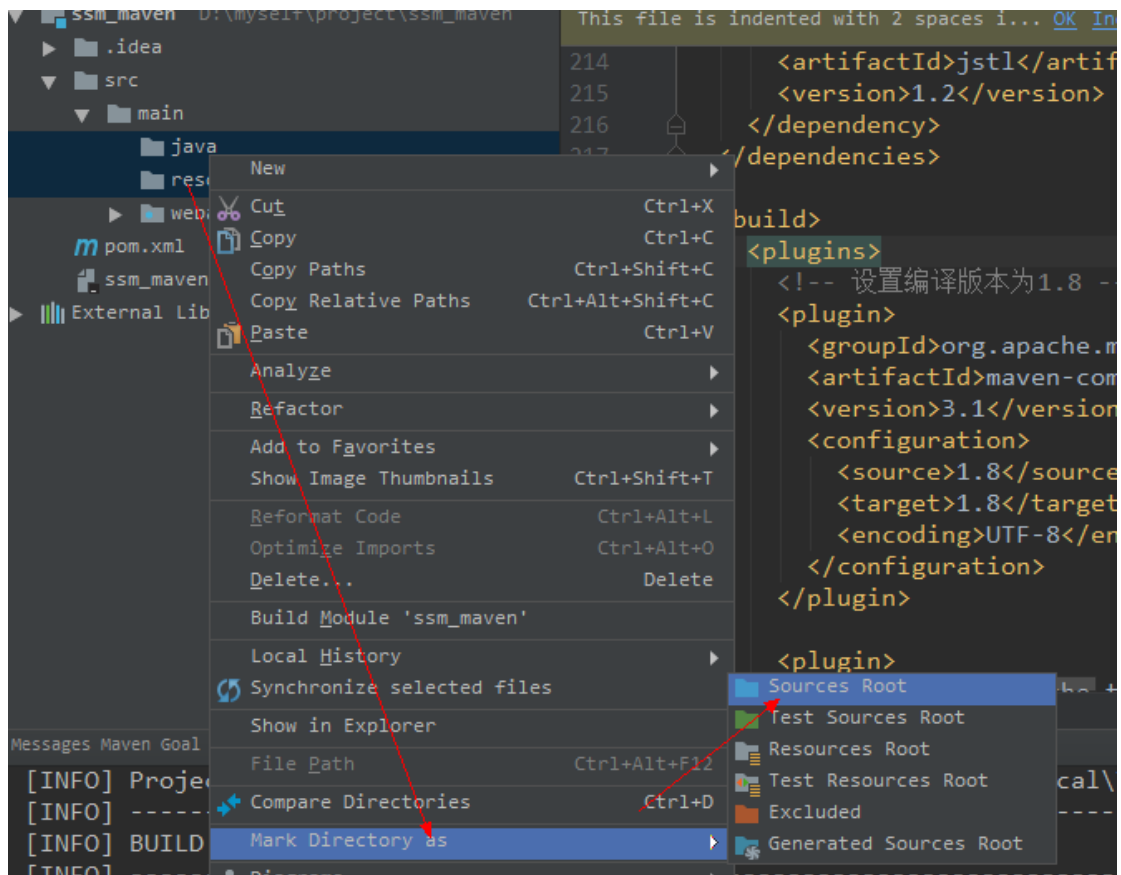 ssm_maven D:\myself\project\ssm_maven
.idea
src
main
java
pom.xml
ssm_maven
External Lib
This file is indented with 2 spaces i... OK
214 <artifactId>jstl</artif
215 <version>1.2</version>
216 </dependency>
217 </dependencies>
build>
<plugins>
<!-- 设置编译版本为1.8 -
<plugin>
<groupId>org.apache.m
<artifactId>maven-com
<version>3.1</version
<configuration>
<source>1.8</source
<target>1.8</target
<encoding>UTF-8</en
</configuration>
</plugin>
<plugin>
New
Cut Ctrl+X
Copy Ctrl+C
Copy Paths Ctrl+Shift+C
Copy Relative Paths Ctrl+Alt+Shift+C
Paste Ctrl+V
Analyze
Refactor
Add to Favorites
Show Image Thumbnails Ctrl+Shift+T
Reformat Code Ctrl+Alt+L
Optimize Imports Ctrl+Alt+O
Delete... Delete
Build Module 'ssm_maven'
Local History
Synchronize selected files
Show in Explorer
File Path Ctrl+Alt+F12
Compare Directories Ctrl+D
Mark Directory as
Sources Root
Test Sources Root
Resources Root
Test Resources Root
Excluded
Generated Sources Root
Messages Maven Goal
[INFO] Projec cal\
[INFO] ------ ----
[INFO] BUILD
[INFO] ------